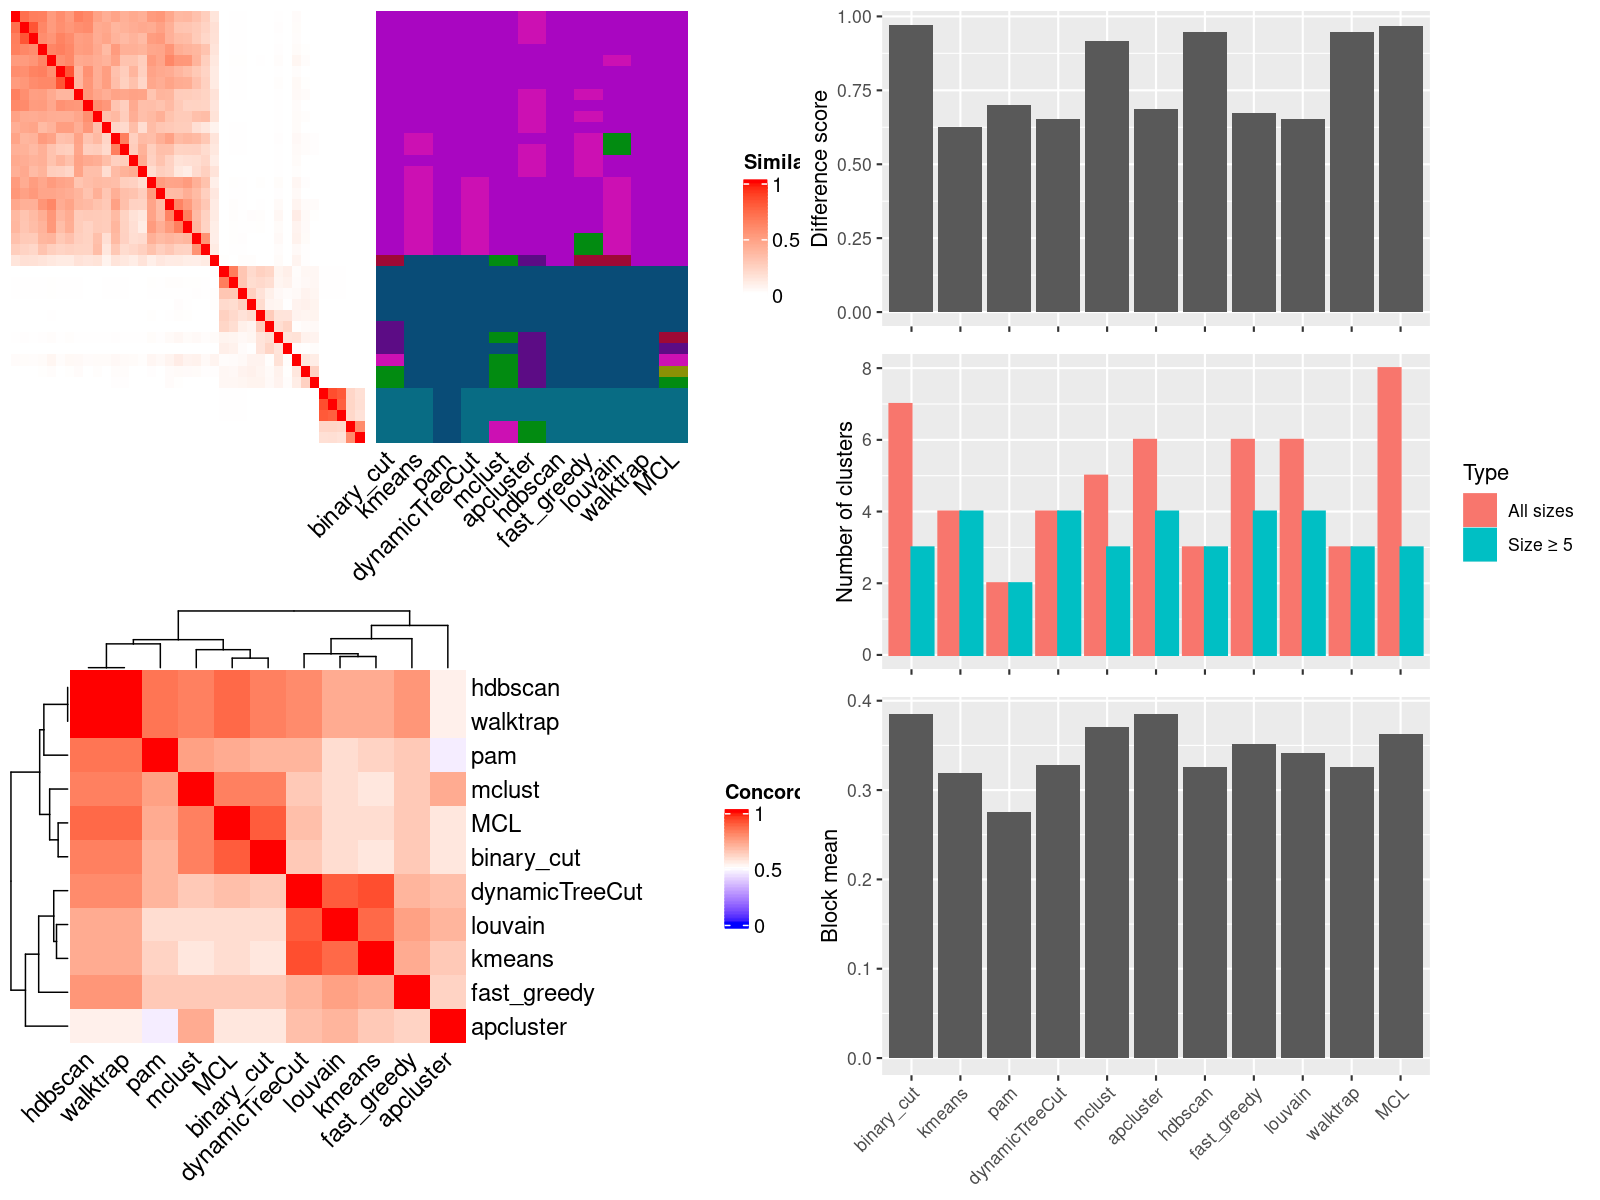 Simila
1
0.5
0
binary_cut
kmeans
pam
dynamicTreeCut
mclust
apcluster
hdbscan
fast_greedy
louvain
walktrap
MCL
hdbscan
walktrap
pam
mclust
MCL
binary_cut
dynamicTreeCut
louvain
kmeans
fast_greedy
apcluster
hdbscan
walktrap
pam
mclust
MCL
binary_cut
dynamicTreeCut
louvain
kmeans
fast_greedy
apcluster
Concord
1
0.5
0
Difference score
1.00
0.75
0.50
0.25
0.00
Number of clusters
8
6
4
2
0
Type
All sizes
Size ≥ 5
Block mean
0.4
0.3
0.2
0.1
0.0
binary_cut
kmeans
pam
dynamicTreeCut
mclust
apcluster
hdbscan
fast_greedy
louvain
walktrap
MCL